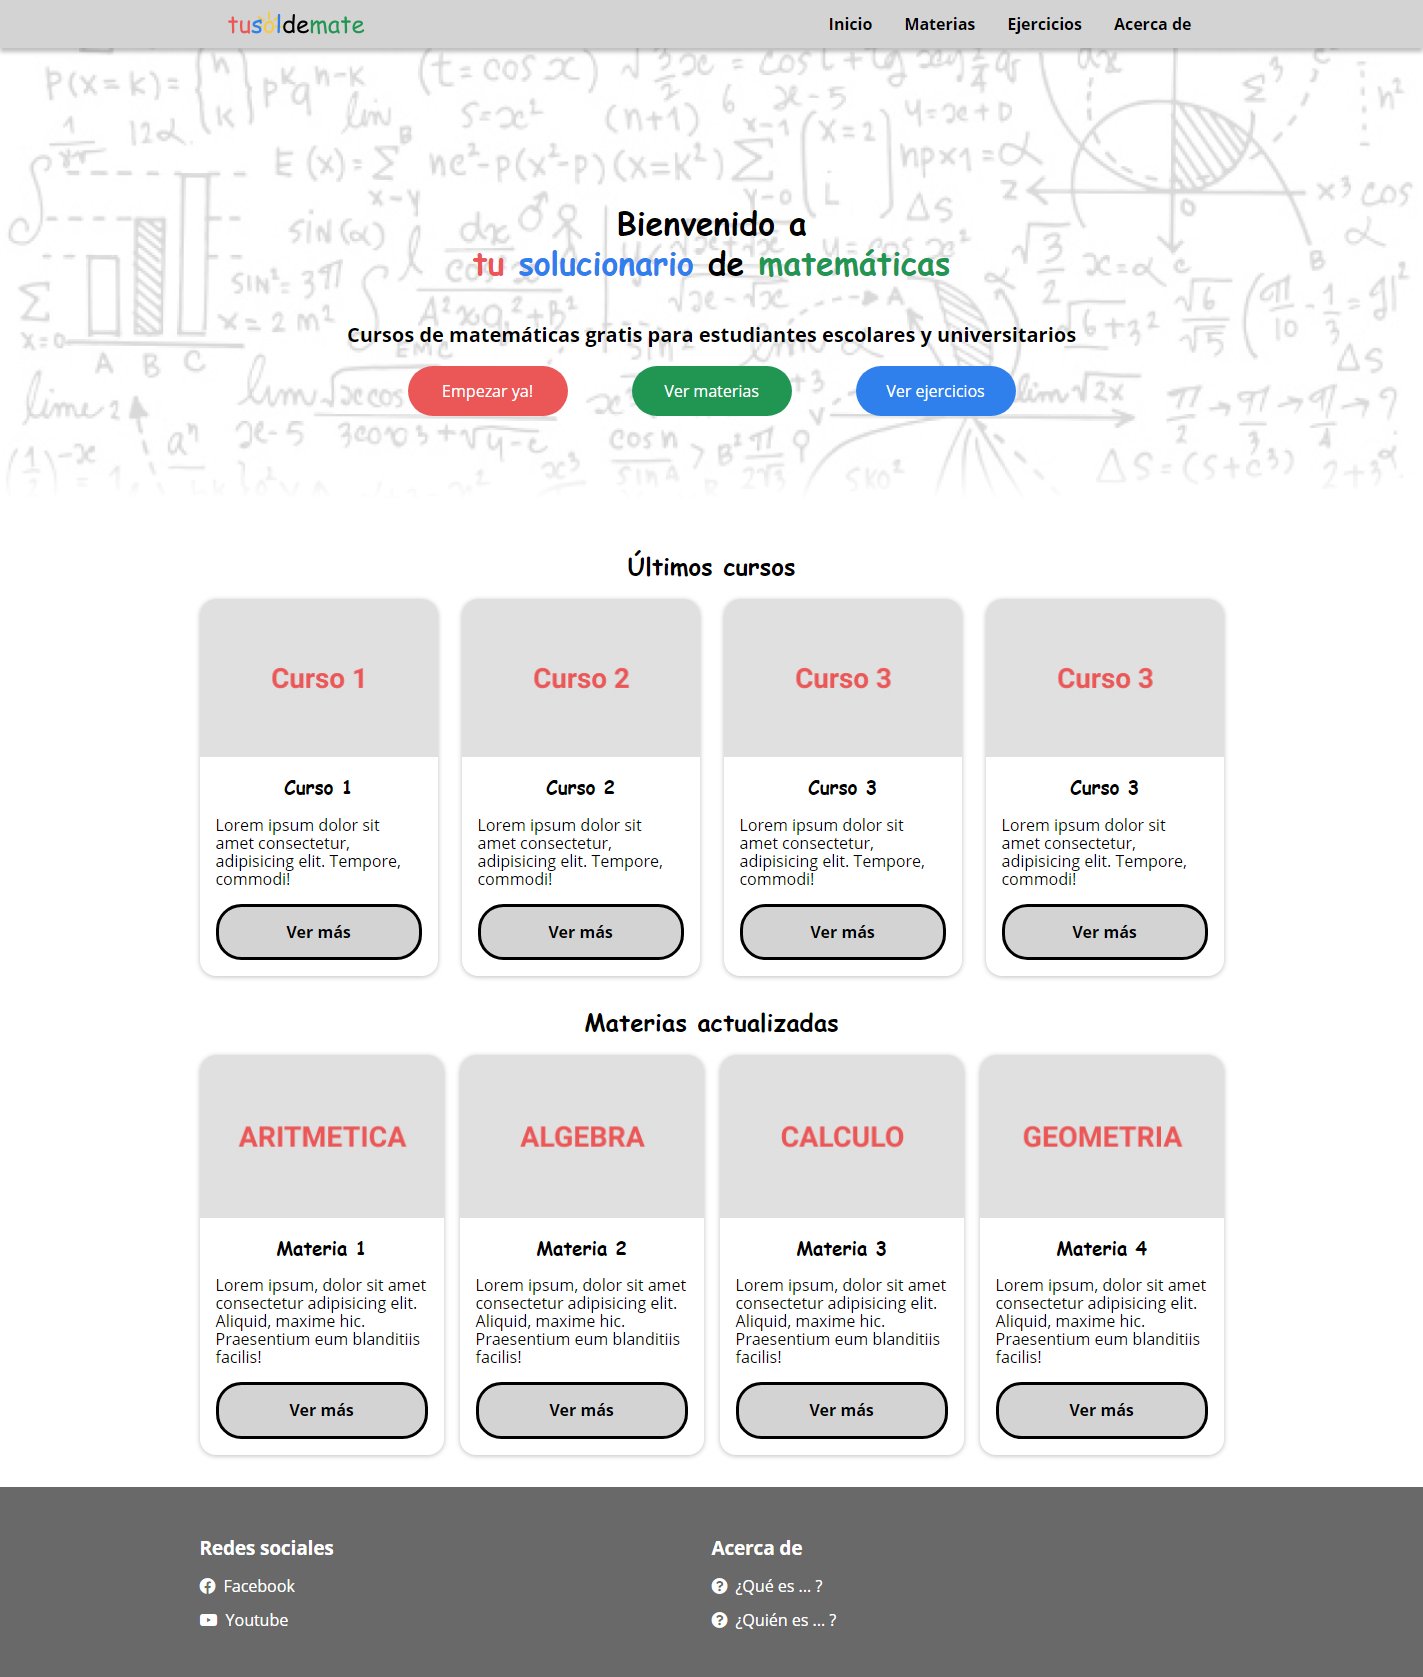 tusoldemate
Inicio Materias Ejercicios Acerca de
Bienvenido a
tu solucionario de matemáticas
Cursos de matemáticas gratis para estudiantes escolares y universitarios
Empezar ya! Ver materias Ver ejercicios
Últimos cursos
Curso 1
Curso 1
Lorem ipsum dolor sit
amet consectetur,
adipisicing elit. Tempore,
commodi!
Ver más
Curso 2
Curso 2
Lorem ipsum dolor sit
amet consectetur,
adipisicing elit. Tempore,
commodi!
Ver más
Curso 3
Curso 3
Lorem ipsum dolor sit
amet consectetur,
adipisicing elit. Tempore,
commodi!
Ver más
Curso 3
Curso 3
Lorem ipsum dolor sit
amet consectetur,
adipisicing elit. Tempore,
commodi!
Ver más
Materias actualizadas
ARITMETICA
Materia 1
Lorem ipsum, dolor sit amet
consectetur adipisicing elit.
Aliquid, maxime hic.
Praesentium eum blanditiis
facilis!
Ver más
ALGEBRA
Materia 2
Lorem ipsum, dolor sit amet
consectetur adipisicing elit.
Aliquid, maxime hic.
Praesentium eum blanditiis
facilis!
Ver más
CALCULO
Materia 3
Lorem ipsum, dolor sit amet
consectetur adipisicing elit.
Aliquid, maxime hic.
Praesentium eum blanditiis
facilis!
Ver más
GEOMETRIA
Materia 4
Lorem ipsum, dolor sit amet
consectetur adipisicing elit.
Aliquid, maxime hic.
Praesentium eum blanditiis
facilis!
Ver más
Redes sociales
Facebook
Youtube
Acerca de
¿Qué es ... ?
¿Quién es ... ?